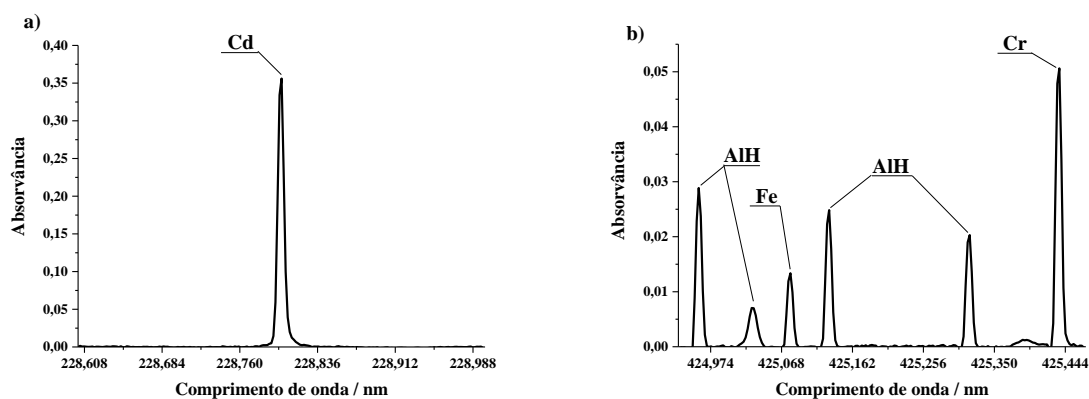 a)
Cd
0,40
0,35
0,30
0,25
0,20
0,15
0,10
0,05
0,00
Absorvância
228,608 228,684 228,760 228,836 228,912 228,988
Comprimento de onda / nm
b)
Cr
AlH
Fe
AlH
0,05
0,04
0,03
0,02
0,01
0,00
Absorvância
424,974 425,068 425,162 425,256 425,350 425,444
Comprimento de onda / nm